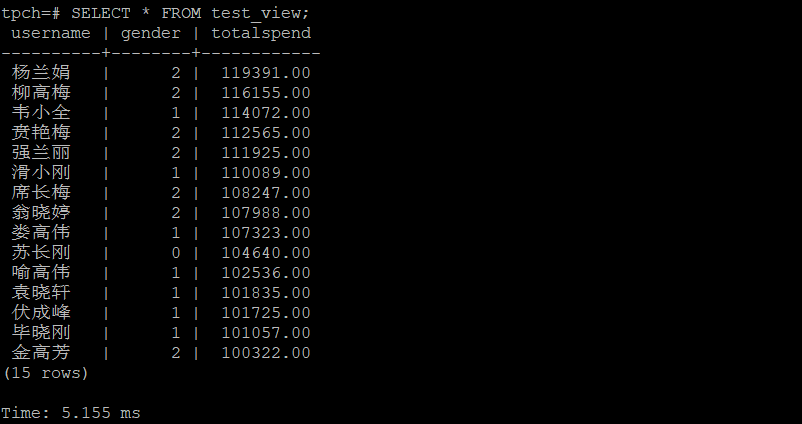 tpch=# SELECT * FROM test_view;
 username | gender | totalspend
----------+--------+------------
 杨兰娟   |      2 |  119391.00
 柳高梅   |      2 |  116155.00
 韦小全   |      1 |  114072.00
 贲艳梅   |      2 |  112565.00
 强兰丽   |      2 |  111925.00
 滑小刚   |      1 |  110089.00
 席长梅   |      2 |  108247.00
 翁晓婷   |      2 |  107988.00
 娄高伟   |      1 |  107323.00
 苏长刚   |      0 |  104640.00
 喻高伟   |      1 |  102536.00
 袁晓轩   |      1 |  101835.00
 伏成峰   |      1 |  101725.00
 毕晓刚   |      1 |  101057.00
 金高芳   |      2 |  100322.00
(15 rows)
Time: 5.155 ms